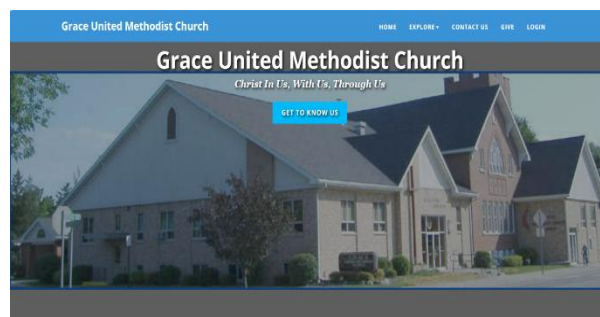 Grace United Methodist Church
HOME EXPLORE CONTACT US GIVE LOGIN
Grace United Methodist Church
Christ In Us, With Us, Through Us
GET TO KNOW US